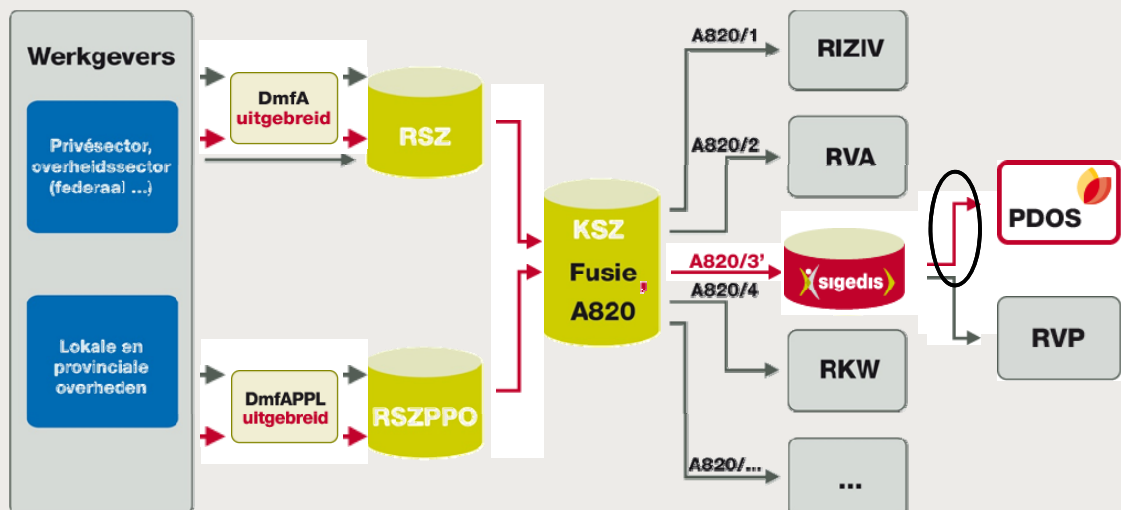 Werkgevers
Privésector,
overheidssector
(federaal ...)
Lokale en
provinciale
overheden
DmfA
uitgebreid
RSZ
DmfAPPL
uitgebreid
RSZPPO
KSZ
Fusie
A820
A820/1
RIZIV
A820/2
RVA
A820/3’
sigedis
A820/4
RKW
A820/...
...
PDOS
RVP